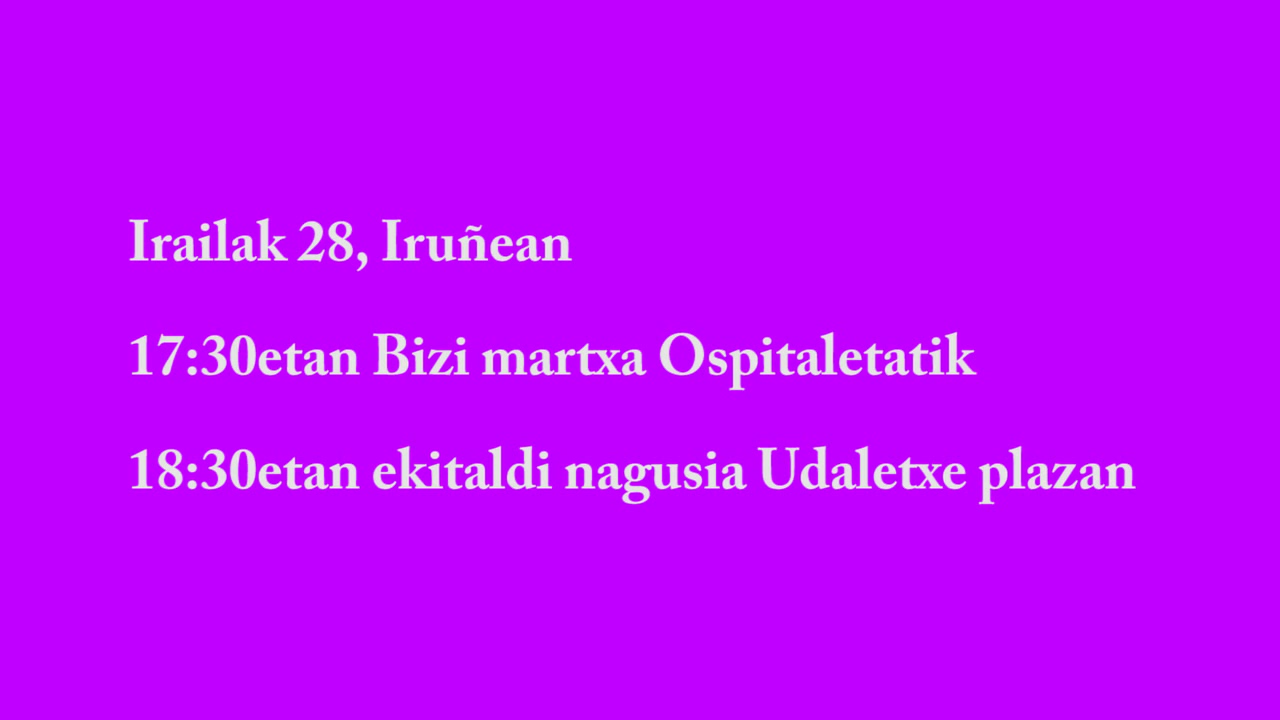 Irailak 28, Iruñean
17:30etan Bizi martxa Ospitaletatik
18:30etan ekitaldi nagusia Udaletxe plazan